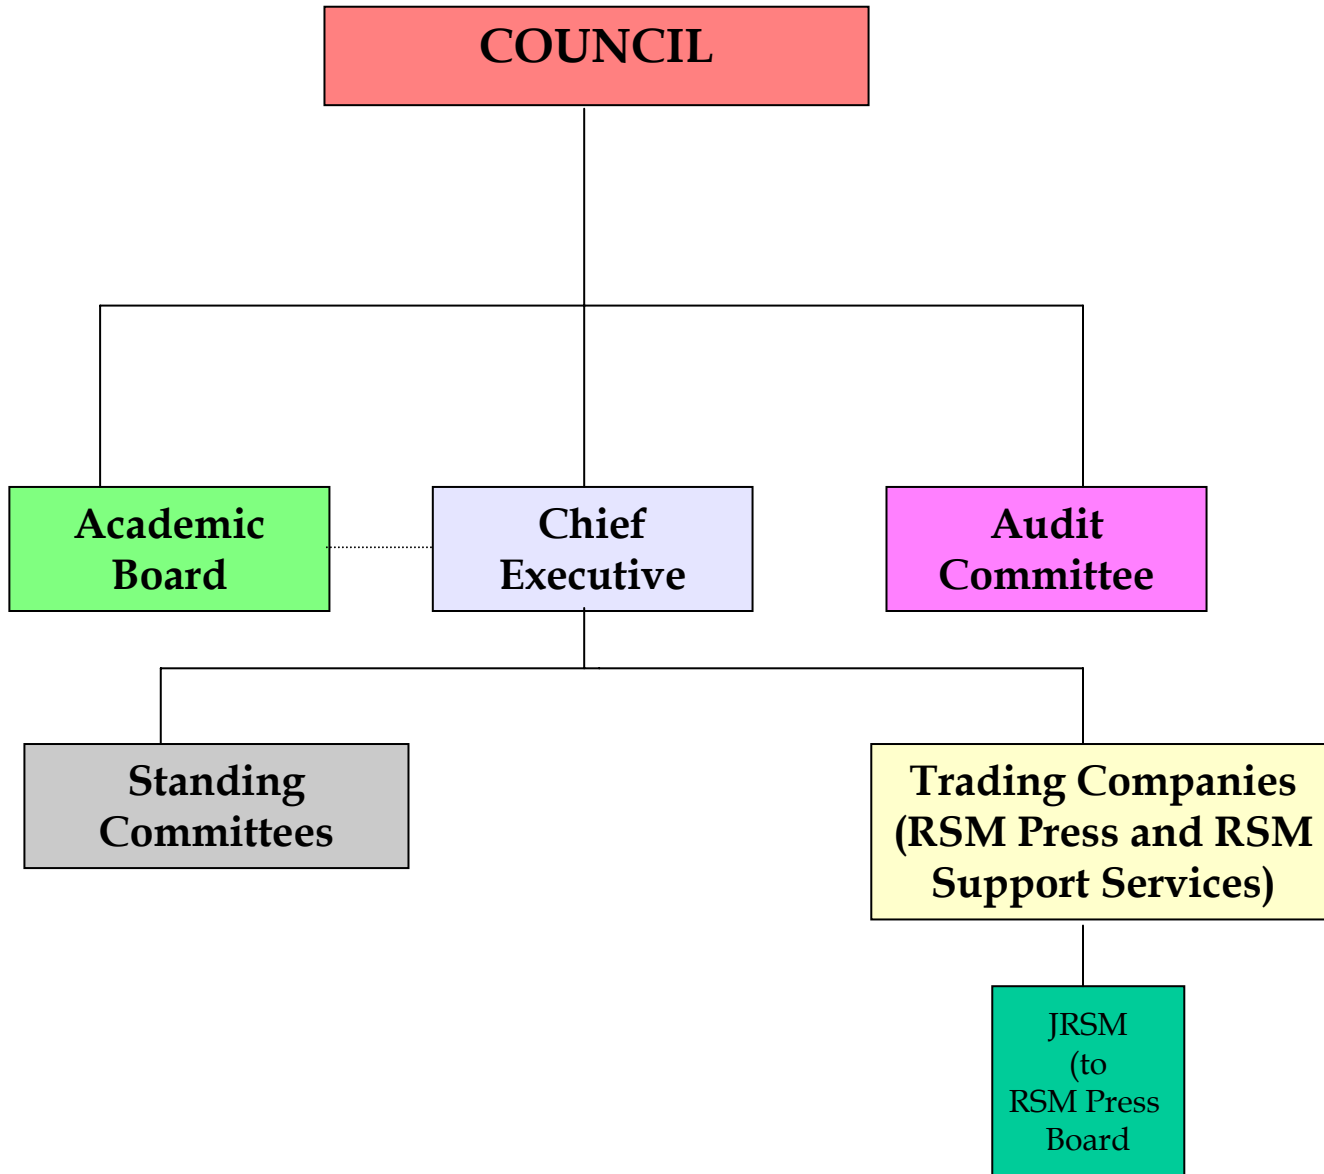 COUNCIL
Academic
Board
Chief
Executive
Audit
Committee
Standing
Committees
Trading Companies
(RSM Press and RSM
Support Services)
JRSM
(to
RSM Press
Board